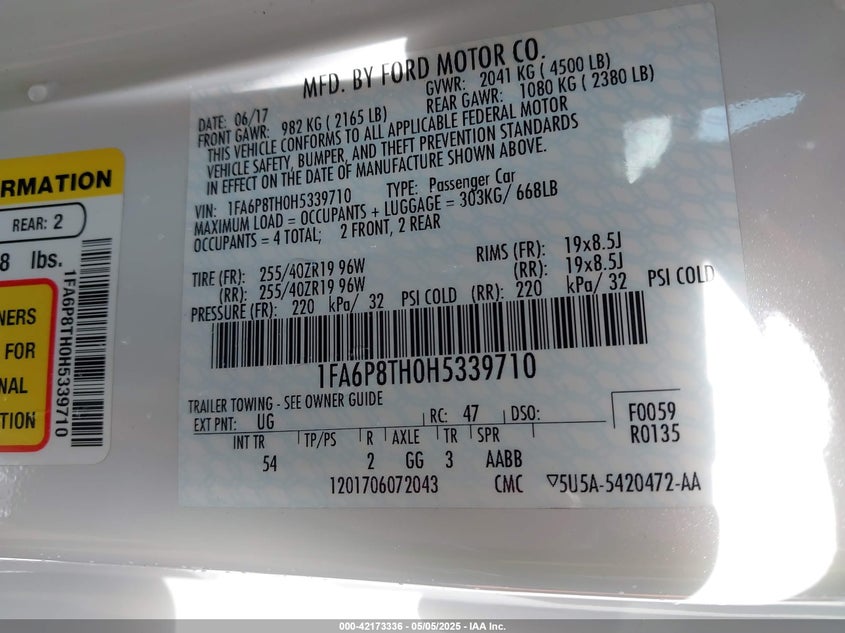 MFD. BY FORD MOTOR CO.
DATE: 06/17
GVWR: 2041 KG ( 4500 LB)
FRONT GAWR: 982 KG ( 2165 LB)
REAR GAWR: 1080 KG ( 2380 LB)
THIS VEHICLE CONFORMS TO ALL APPLICABLE FEDERAL MOTOR
VEHICLE SAFETY, BUMPER, AND THEFT PREVENTION STANDARDS
IN EFFECT ON THE DATE OF MANUFACTURE SHOWN ABOVE.
VIN: 1FA6P8TH0H5339710 TYPE: Passenger Car
MAXIMUM LOAD = OCCUPANTS + LUGGAGE = 303KG/ 668LB
OCCUPANTS = 4 TOTAL; 2 FRONT, 2 REAR
TIRE (FR): 255/40ZR19 96W RIMS (FR): 19x8.5J
(RR): 255/40ZR19 96W (RR): 19x8.5J
PRESSURE (FR): 220 kPa/ 32 PSI COLD (RR): 220 kPa/ 32 PSI COLD
1FA6P8TH0H5339710
TRAILER TOWING - SEE OWNER GUIDE
EXT PNT: UG RC: 47 DSO: F0059
R0135
INT TR TP/PS R AXLE TR SPR
54 2 GG 3 AABB
1201706072043 CMC ▽5U5A-5420472-AA
RMATION
REAR: 2
8 lbs.
1FA6P8TH0H5339710
NERS
FOR
NAL
TION
000-42173336 - 05/05/2025 - IAA Inc.